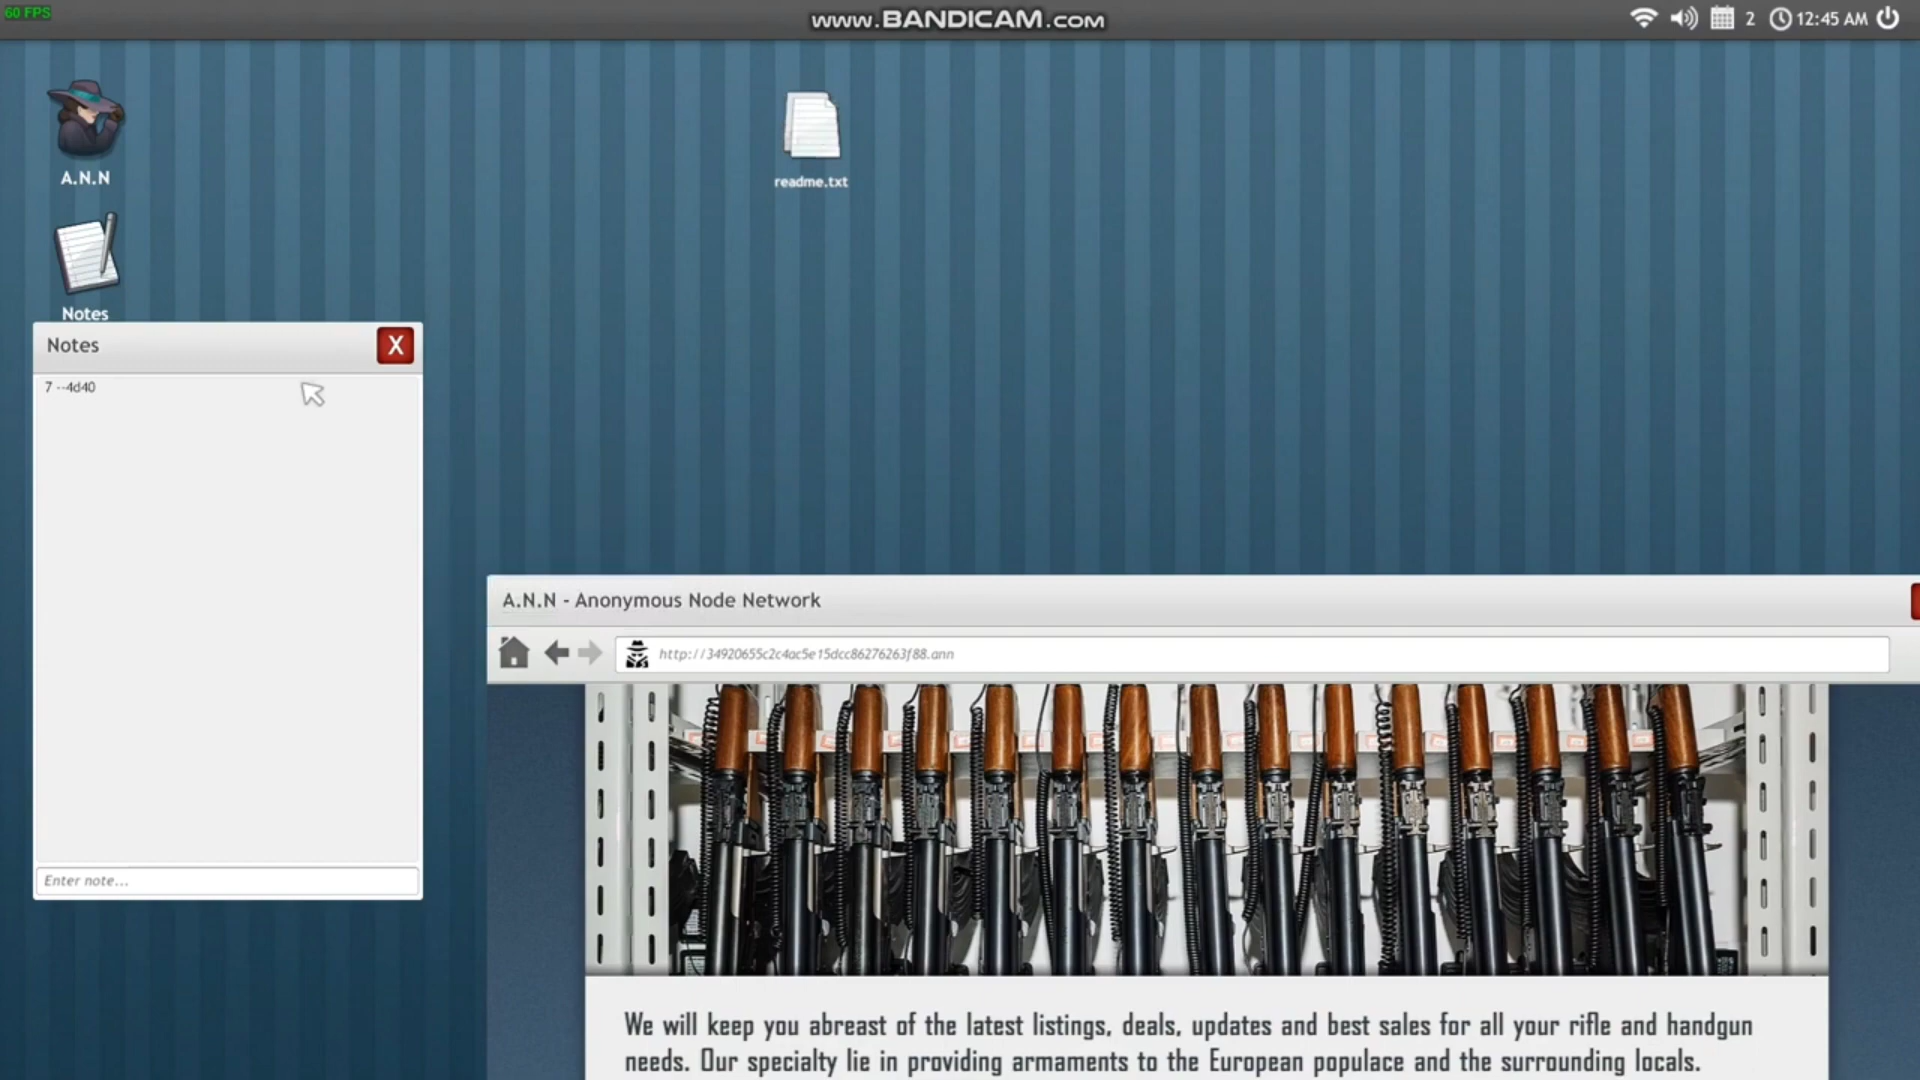 60 FPS
www.BANDICAM.com
2
12:45 AM
A.N.N
readme.txt
Notes
Notes
X
7 --4d40
Enter note...
A.N.N - Anonymous Node Network
http://34920655c2c4ac5e15dcc86276263f88.ann
We will keep you abreast of the latest listings, deals, updates and best sales for all your rifle and handgun
needs. Our specialty lie in providing armaments to the European populace and the surrounding locals.